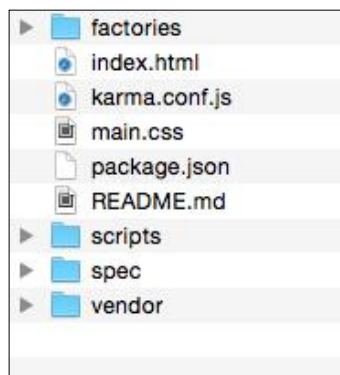 factories
index.html
karma.conf.js
main.css
package.json
README.md
scripts
spec
vendor